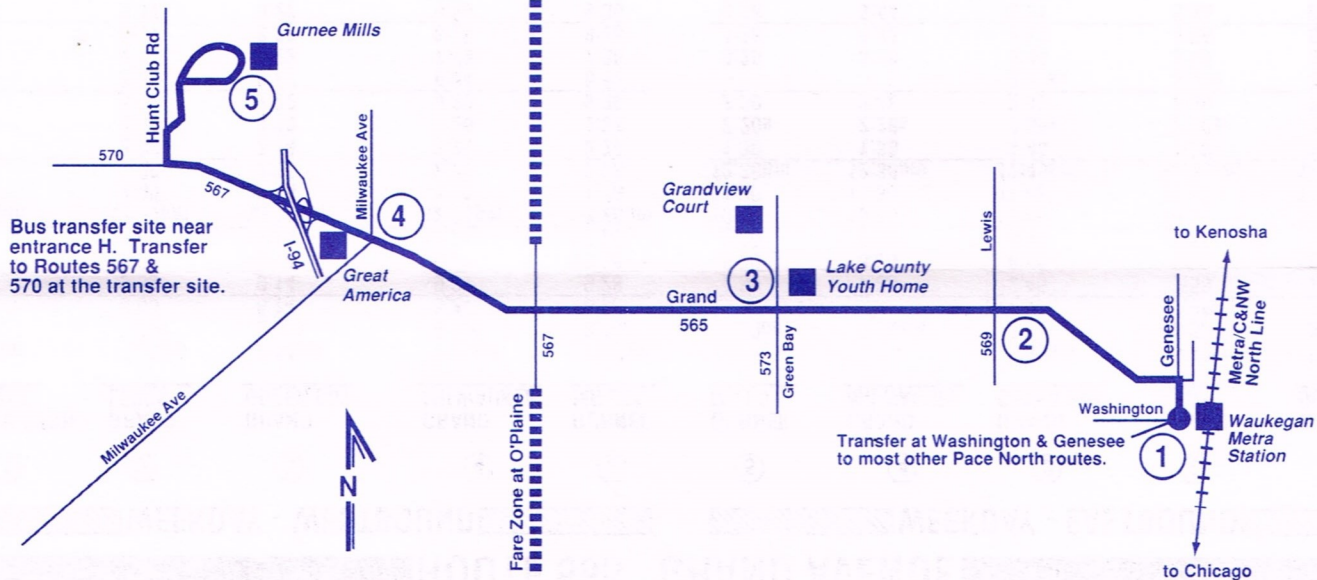 Hunt Club Rd
Gurnee Mills
5
570
567
Milwaukee Ave
4
I-94
Great
America
Bus transfer site near
entrance H. Transfer
to Routes 567 &
570 at the transfer site.
Milwaukee Ave
N
Fare Zone at O'Plaine
567
Grandview
Court
3
Lake County
Youth Home
Grand
565
573
Green Bay
Lewis
569
2
to Kenosha
Genesee
Metra/C&NW
North Line
Washington
Waukegan
Metra
Station
Transfer at Washington & Genesee
to most other Pace North routes.
1
to Chicago